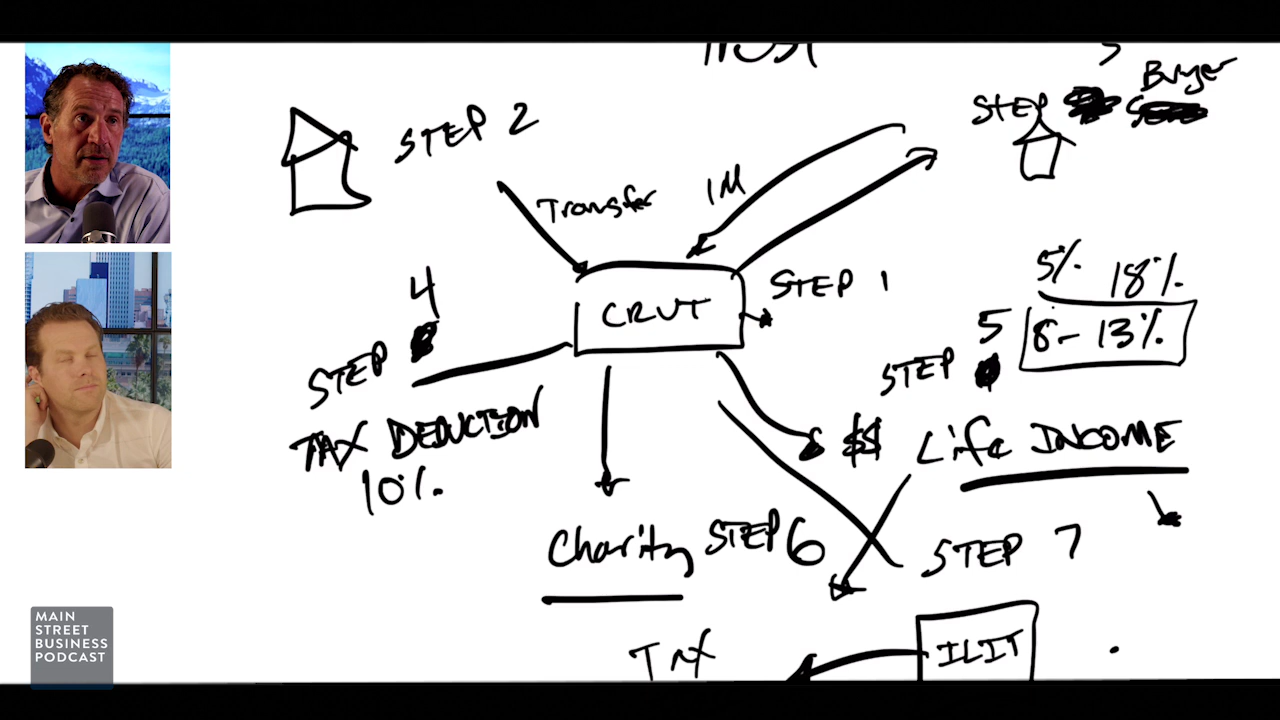 3
Buyer
STEP 2
STEP
Transfer
1M
CRUT
STEP 1
5% 18%
8 - 13%
STEP 4
TAX DEDUCTION
10%
STEP 5
$$ Life INCOME
Charity STEP 6
STEP 7
TAX
ILIT
MAIN
STREET
BUSINESS
PODCAST